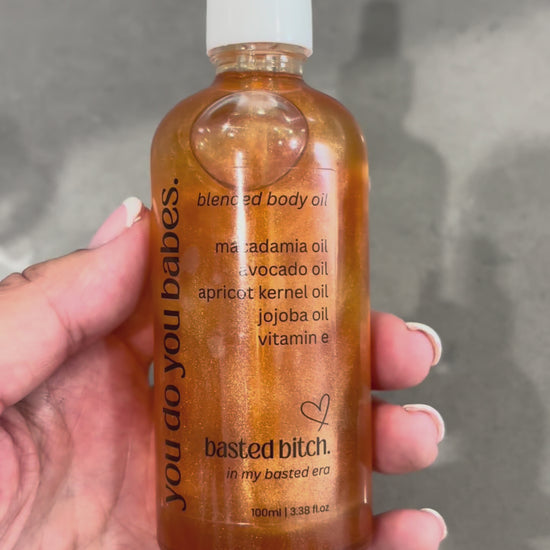 you do you babes.
blended body oil
macadamia oil
avocado oil
apricot kernel oil
jojoba oil
vitamin e
basted bitch.
in my basted era
100ml | 3.38 fl.oz